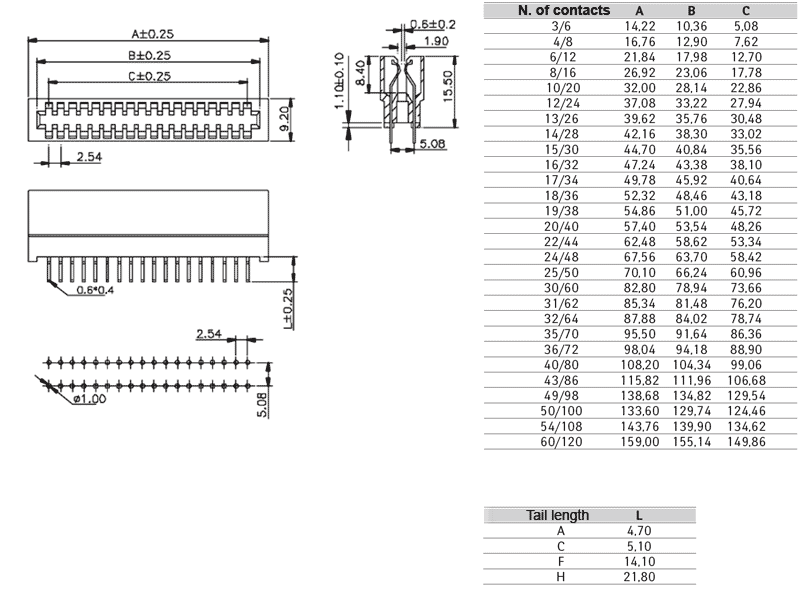 A±0.25
B±0.25
C±0.25
9.20
2.54
0.6±0.2
1.90
8.40
1.10±0.10
15.50
5.08
0.6*0.4
L±0.25
2.54
ø1.00
5.08
N. of contacts A B C
3/6 14,22 10,36 5,08
4/8 16,76 12,90 7,62
6/12 21,84 17,98 12,70
8/16 26,92 23,06 17,78
10/20 32,00 28,14 22,86
12/24 37,08 33,22 27,94
13/26 39,62 35,76 30,48
14/28 42,16 38,30 33,02
15/30 44,70 40,84 35,56
16/32 47,24 43,38 38,10
17/34 49,78 45,92 40,64
18/36 52,32 48,46 43,18
19/38 54,86 51,00 45,72
20/40 57,40 53,54 48,26
22/44 62,48 58,62 53,34
24/48 67,56 63,70 58,42
25/50 70,10 66,24 60,96
30/60 82,80 78,94 73,66
31/62 85,34 81,48 76,20
32/64 87,88 84,02 78,74
35/70 95,50 91,64 86,36
36/72 98,04 94,18 88,90
40/80 108,20 104,34 99,06
43/86 115,82 111,96 106,68
49/98 138,68 134,82 129,54
50/100 133,60 129,74 124,46
54/108 143,76 139,90 134,62
60/120 159,00 155,14 149,86
Tail length L
A 4,70
C 5,10
F 14,10
H 21,80